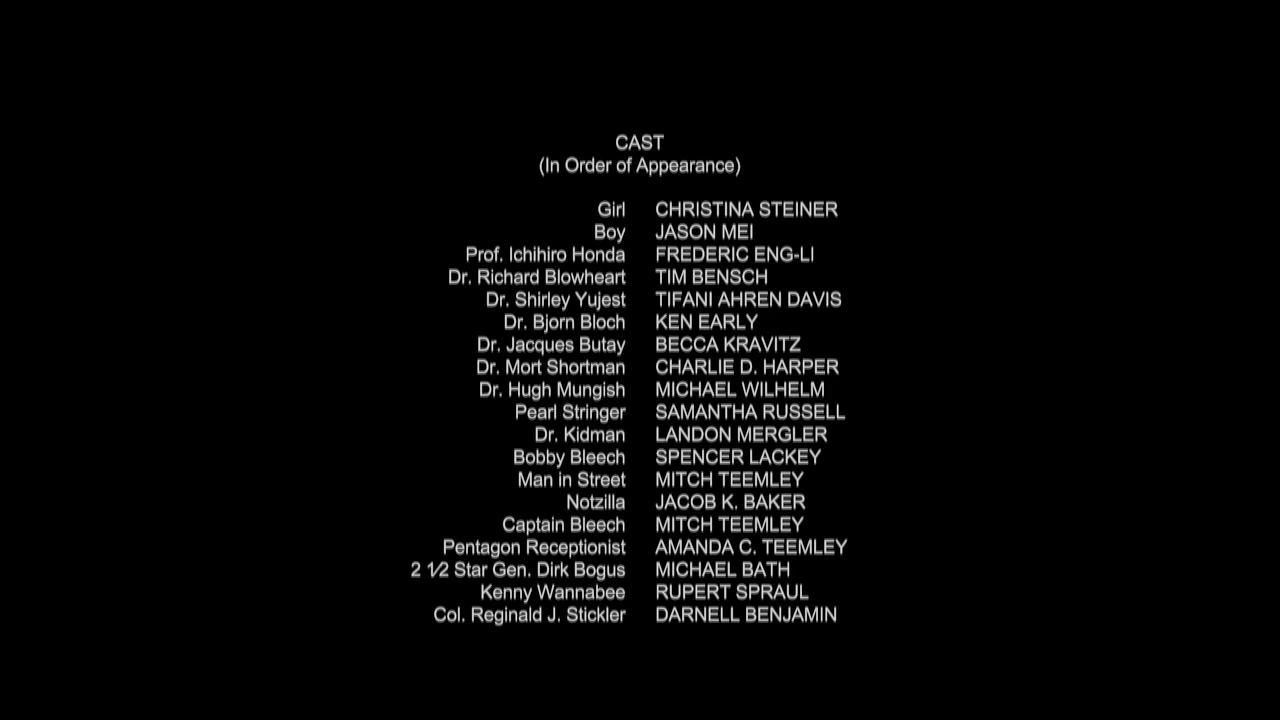 CAST
(In Order of Appearance)
Girl CHRISTINA STEINER
Boy JASON MEI
Prof. Ichihiro Honda FREDERIC ENG-LI
Dr. Richard Blowheart TIM BENSCH
Dr. Shirley Yujest TIFANI AHREN DAVIS
Dr. Bjorn Bloch KEN EARLY
Dr. Jacques Butay BECCA KRAVITZ
Dr. Mort Shortman CHARLIE D. HARPER
Dr. Hugh Mungish MICHAEL WILHELM
Pearl Stringer SAMANTHA RUSSELL
Dr. Kidman LANDON MERGLER
Bobby Bleech SPENCER LACKEY
Man in Street MITCH TEEMLEY
Notzilla JACOB K. BAKER
Captain Bleech MITCH TEEMLEY
Pentagon Receptionist AMANDA C. TEEMLEY
2 1/2 Star Gen. Dirk Bogus MICHAEL BATH
Kenny Wannabee RUPERT SPRAUL
Col. Reginald J. Stickler DARNELL BENJAMIN